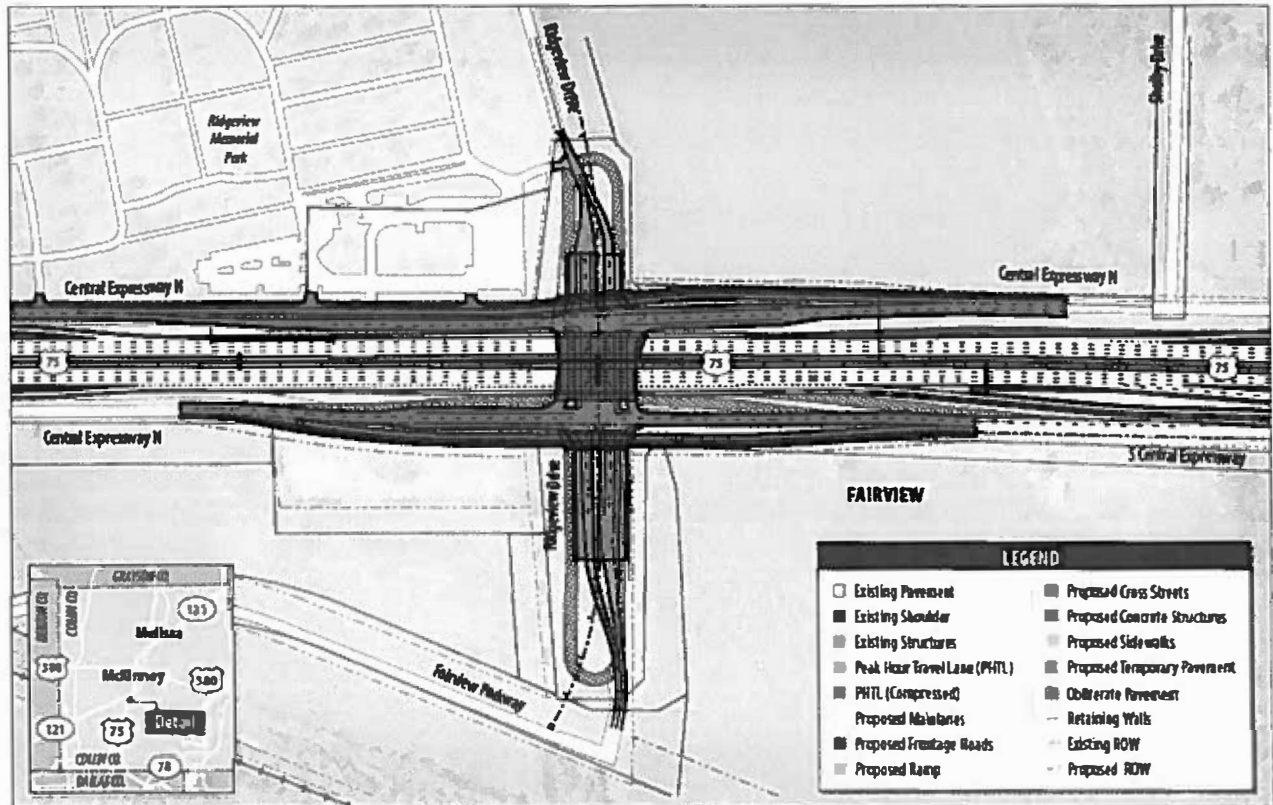 Ridgeview Drive
Shelby Drive
Ridgeview
Memorial
Park
Central Expressway N
Central Expressway N
75
75
75
Central Expressway N
S Central Expressway
Ridgeview Drive
FAIRVIEW
Fairview Parkway
GRAYSON CO.
COLLIN CO.
Melissa
McKinney
380
121
75
Detail
COLLIN CO.
78
DALLAS CO.
LEGEND
Existing Pavement
Existing Shoulder
Existing Structures
Peak Hour Travel Lane (PHTL)
PHTL (Compressed)
Proposed Mainlanes
Proposed Frontage Roads
Proposed Ramp
Proposed Cross Streets
Proposed Concrete Structures
Proposed Sidewalks
Proposed Temporary Pavement
Obliterate Pavement
Retaining Walls
Existing ROW
Proposed ROW